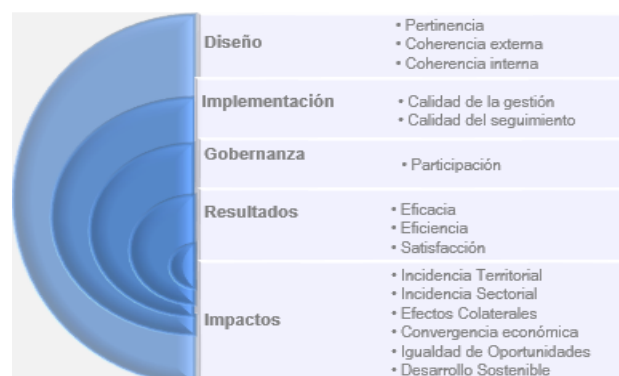 Diseño
• Pertinencia
• Coherencia externa
• Coherencia interna
Implementación
• Calidad de la gestión
• Calidad del seguimiento
Gobernanza
• Participación
Resultados
• Eficacia
• Eficiencia
• Satisfacción
Impactos
• Incidencia Territorial
• Incidencia Sectorial
• Efectos Colaterales
• Convergencia económica
• Igualdad de Oportunidades
• Desarrollo Sostenible